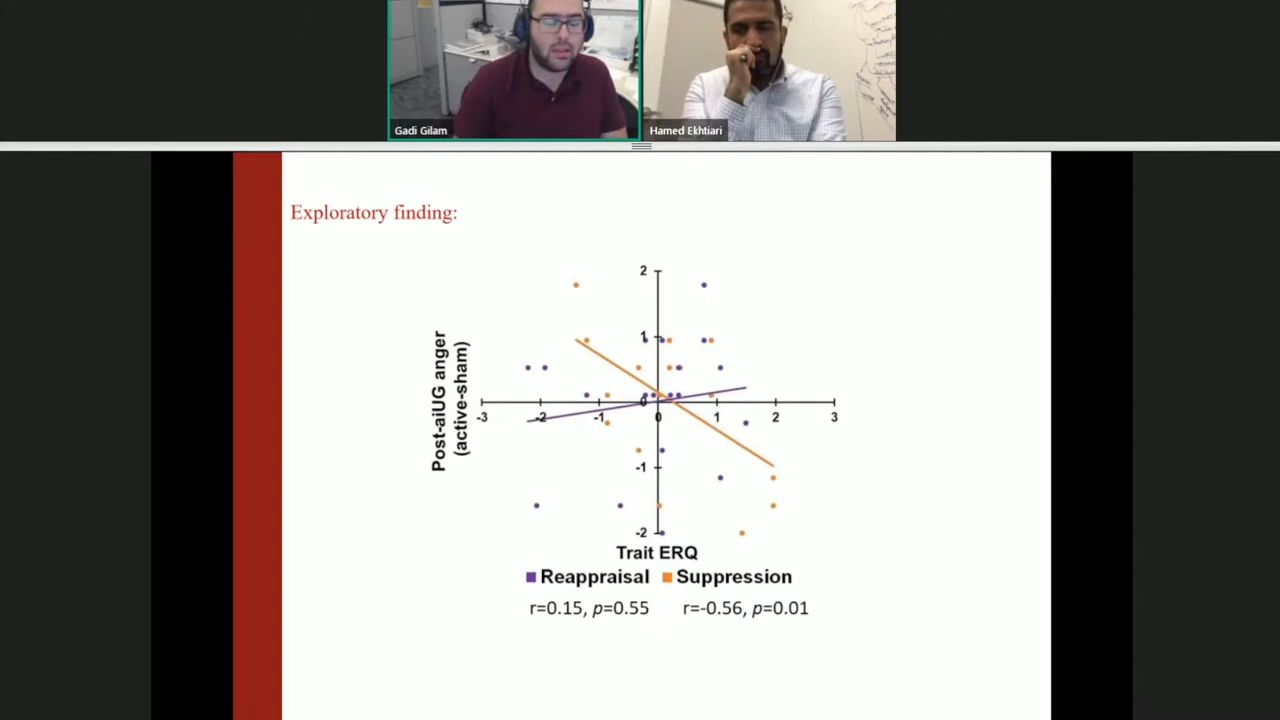 Gadi Gilam
Hamed Ekhtiari
Exploratory finding:
Post-aiUG anger
(active-sham)
2
1
0
-1
-2
-3
-2
-1
0
1
2
3
Trait ERQ
Reappraisal
Suppression
r=0.15, p=0.55
r=-0.56, p=0.01